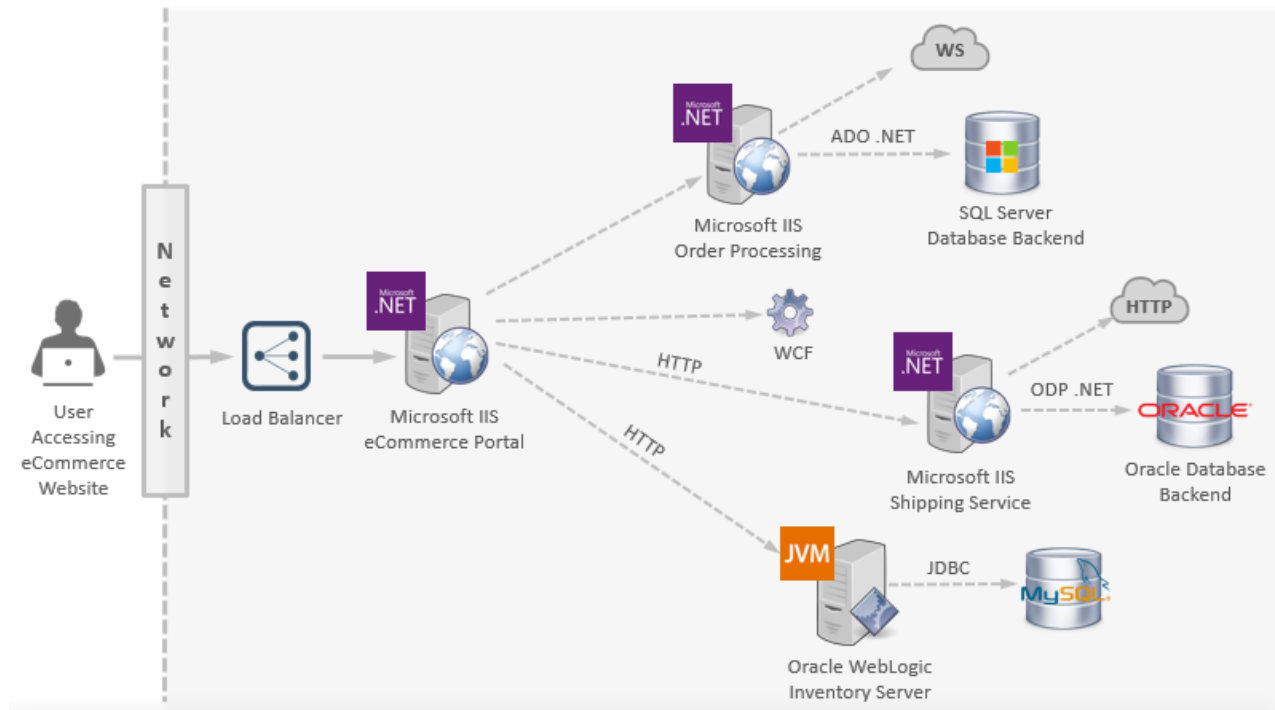 WS
Microsoft
.NET
ADO .NET
SQL Server
Database Backend
Microsoft IIS
Order Processing
Network
User
Accessing
eCommerce
Website
Load Balancer
Microsoft
.NET
Microsoft IIS
eCommerce Portal
WCF
HTTP
HTTP
HTTP
Microsoft
.NET
ODP .NET
ORACLE
Oracle Database
Backend
Microsoft IIS
Shipping Service
JVM
JDBC
MySQL
Oracle WebLogic
Inventory Server